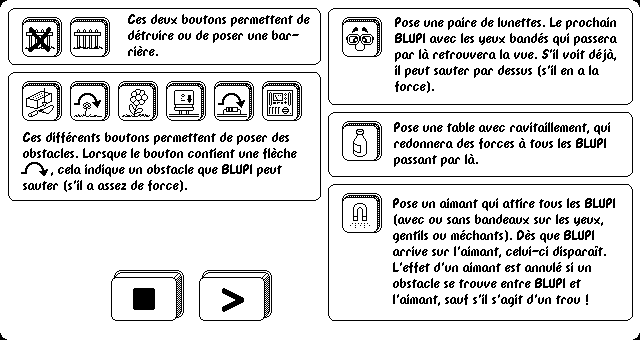 Ces deux boutons permettent de
détruire ou de poser une bar-
rière.
Ces différents boutons permettent de poser des
obstacles. Lorsque le bouton contient une flèche
, cela indique un obstacle que BLUPI peut
sauter (s'il a assez de force).
Pose une paire de lunettes. Le prochain
BLUPI avec les yeux bandés qui passera
par là retrouvera la vue. S'il voit déjà,
il peut sauter par dessus (s'il en a la
force).
Pose une table avec ravitaillement, qui
redonnera des forces à tous les BLUPI
passant par là.
Pose un aimant qui attire tous les BLUPI
(avec ou sans bandeaux sur les yeux,
gentils ou méchants). Dès que BLUPI
arrive sur l'aimant, celui-ci disparaît.
L'effet d'un aimant est annulé si un
obstacle se trouve entre BLUPI et
l'aimant, sauf s'il s'agit d'un trou !